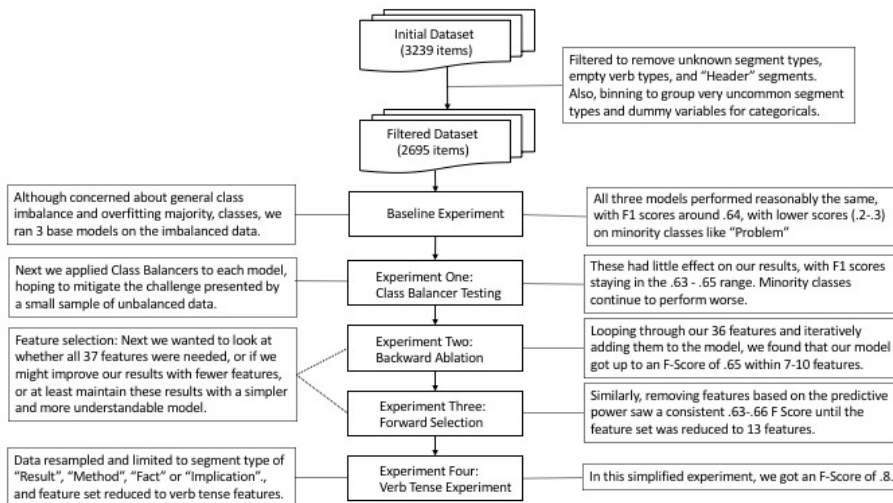 Initial Dataset
(3239 items)
Filtered to remove unknown segment types,
empty verb types, and “Header” segments.
Also, binning to group very uncommon segment
types and dummy variables for categoricals.
Filtered Dataset
(2695 items)
Although concerned about general class
imbalance and overfitting majority, classes, we
ran 3 base models on the imbalanced data.
Baseline Experiment
All three models performed reasonably the same,
with F1 scores around .64, with lower scores (.2-.3)
on minority classes like “Problem”
Next we applied Class Balancers to each model,
hoping to mitigate the challenge presented by
a small sample of unbalanced data.
Experiment One:
Class Balancer Testing
These had little effect on our results, with F1 scores
staying in the .63 - .65 range. Minority classes
continue to perform worse.
Feature selection: Next we wanted to look at
whether all 37 features were needed, or if we
might improve our results with fewer features,
or at least maintain these results with a simpler
and more understandable model.
Experiment Two:
Backward Ablation
Looping through our 36 features and iteratively
adding them to the model, we found that our model
got up to an F-Score of .65 within 7-10 features.
Experiment Three:
Forward Selection
Similarly, removing features based on the predictive
power saw a consistent .63-.66 F Score until the
feature set was reduced to 13 features.
Data resampled and limited to segment type of
“Result”, “Method”, “Fact” or “Implication”.,
and feature set reduced to verb tense features.
Experiment Four:
Verb Tense Experiment
In this simplified experiment, we got an F-Score of .8.